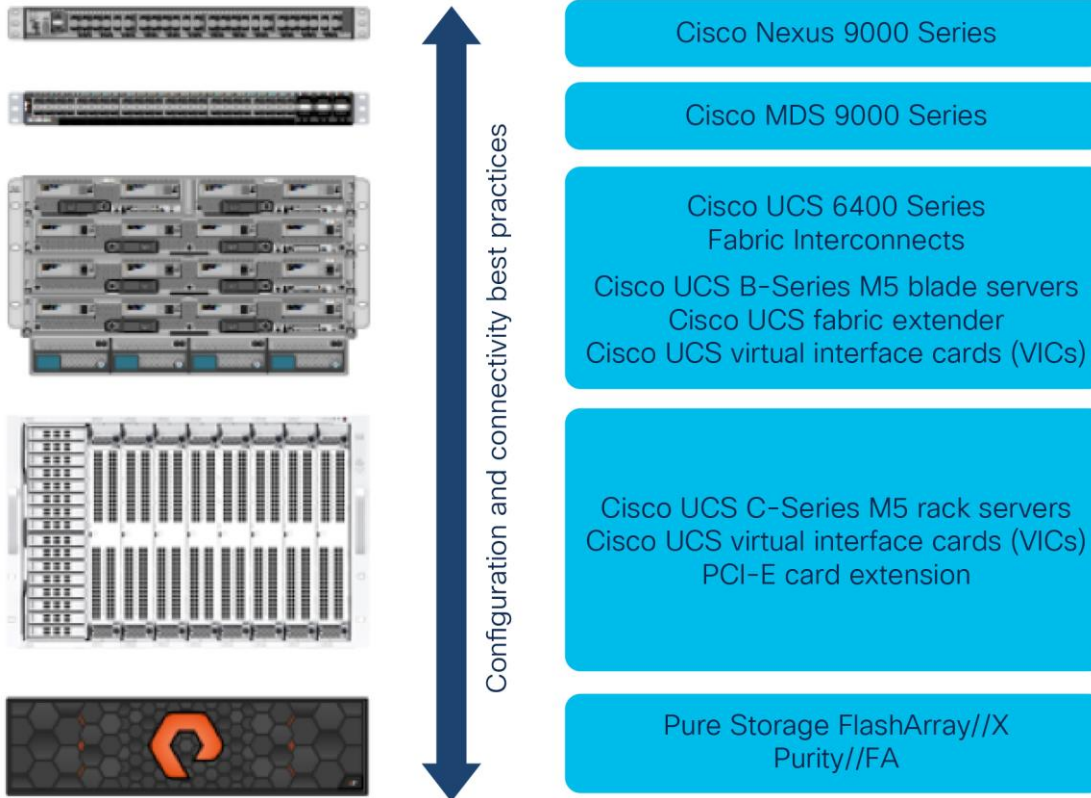 Cisco Nexus 9000 Series
Cisco MDS 9000 Series
Configuration and connectivity best practices
Cisco UCS 6400 Series
Fabric Interconnects
Cisco UCS B-Series M5 blade servers
Cisco UCS fabric extender
Cisco UCS virtual interface cards (VICs)
Cisco UCS C-Series M5 rack servers
Cisco UCS virtual interface cards (VICs)
PCI-E card extension
Pure Storage FlashArray//X
Purity//FA